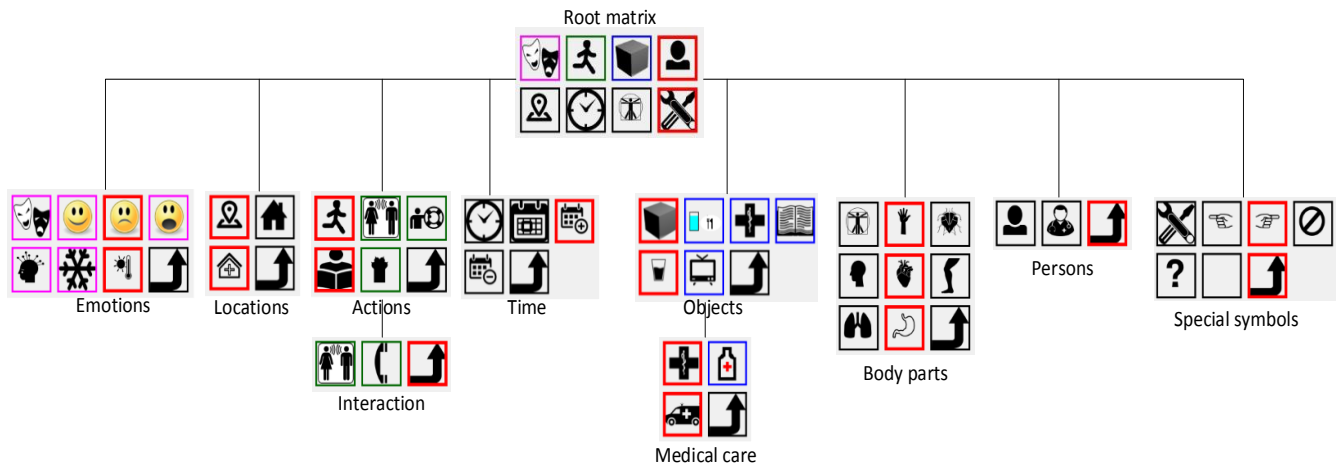 Root matrix
Emotions
Locations
Actions
Time
Objects
Body parts
Persons
Special symbols
Interaction
Medical care
?